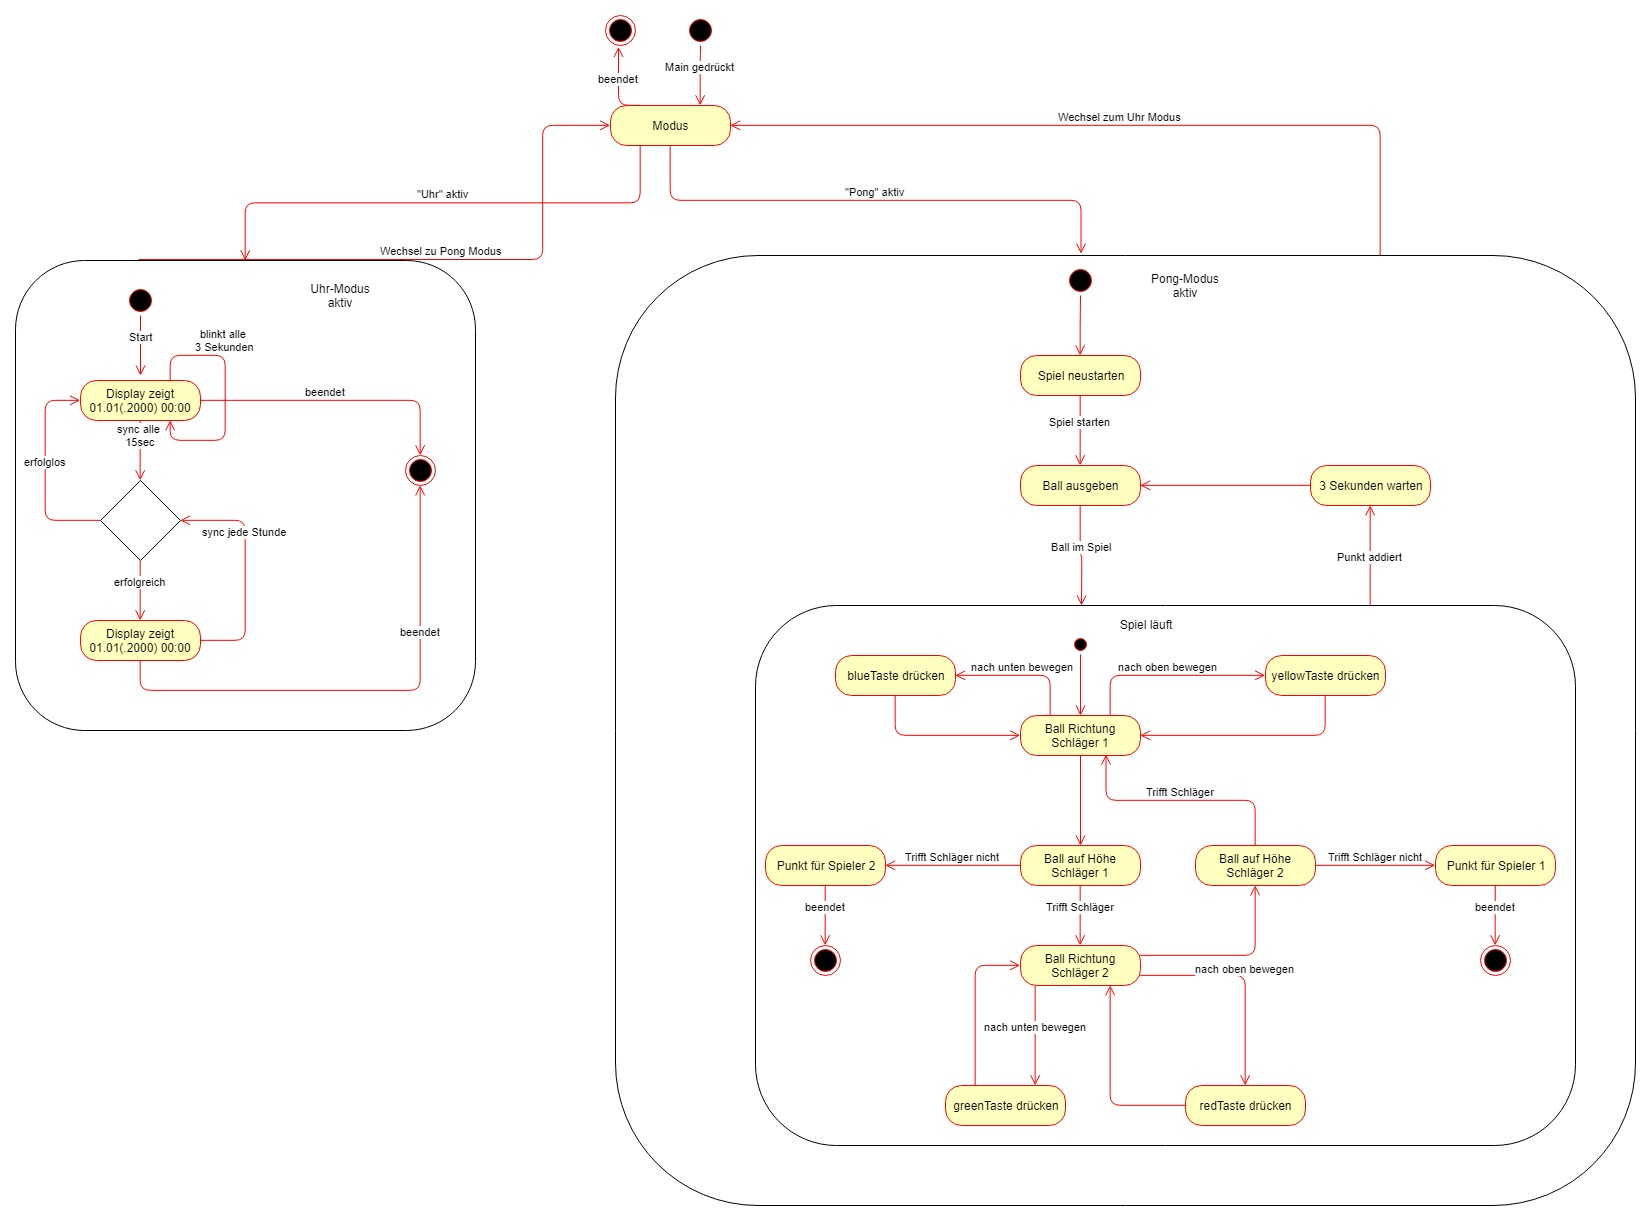 beendet
Main gedrückt
Modus
Wechsel zum Uhr Modus
"Uhr" aktiv
"Pong" aktiv
Wechsel zu Pong Modus
Uhr-Modus
aktiv
Start
blinkt alle
3 Sekunden
Display zeigt
01.01(.2000) 00:00
beendet
sync alle
15sec
erfolglos
sync jede Stunde
erfolgreich
Display zeigt
01.01(.2000) 00:00
beendet
Pong-Modus
aktiv
Spiel neustarten
Spiel starten
Ball ausgeben
3 Sekunden warten
Ball im Spiel
Punkt addiert
Spiel läuft
blueTaste drücken
nach unten bewegen
nach oben bewegen
yellowTaste drücken
Ball Richtung
Schläger 1
Trifft Schläger
Punkt für Spieler 2
Trifft Schläger nicht
Ball auf Höhe
Schläger 1
Ball auf Höhe
Schläger 2
Trifft Schläger nicht
Punkt für Spieler 1
beendet
Trifft Schläger
beendet
Ball Richtung
Schläger 2
nach oben bewegen
nach unten bewegen
greenTaste drücken
redTaste drücken